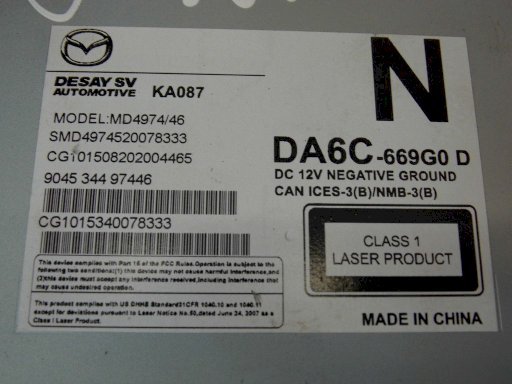 DESAY SV
AUTOMOTIVE KA087
N
MODEL:MD4974/46
SMD4974520078333
CG101508202004465
9045 344 97446
CG1015340078333
DA6C-669G0 D
DC 12V NEGATIVE GROUND
CAN ICES-3(B)/NMB-3(B)
CLASS 1
LASER PRODUCT
This device complies with Part 15 of the FCC Rules.Operation is subject to the
following two conditions:(1) this device may not cause harmful interference,and
(2)this device must accept any interference received,including interference that
may cause undesired operation.
This product complies with US DHHS Standard21CFR 1040.10 and 1040.11
except for deviations pursuant to Laser Notice No.50,dated June 24, 2007 as a
Class I Laser Product.
MADE IN CHINA